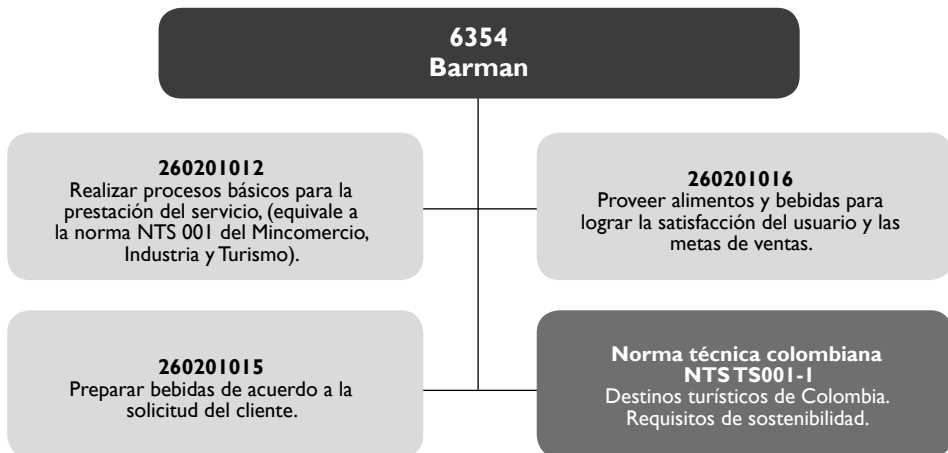 6354
Barman
260201012
Realizar procesos básicos para la
prestación del servicio, (equivale a
la norma NTS 001 del Mincomercio,
Industria y Turismo).
260201016
Proveer alimentos y bebidas para
lograr la satisfacción del usuario y las
metas de ventas.
260201015
Preparar bebidas de acuerdo a la
solicitud del cliente.
Norma técnica colombiana
NTS TS001-1
Destinos turísticos de Colombia.
Requisitos de sostenibilidad.